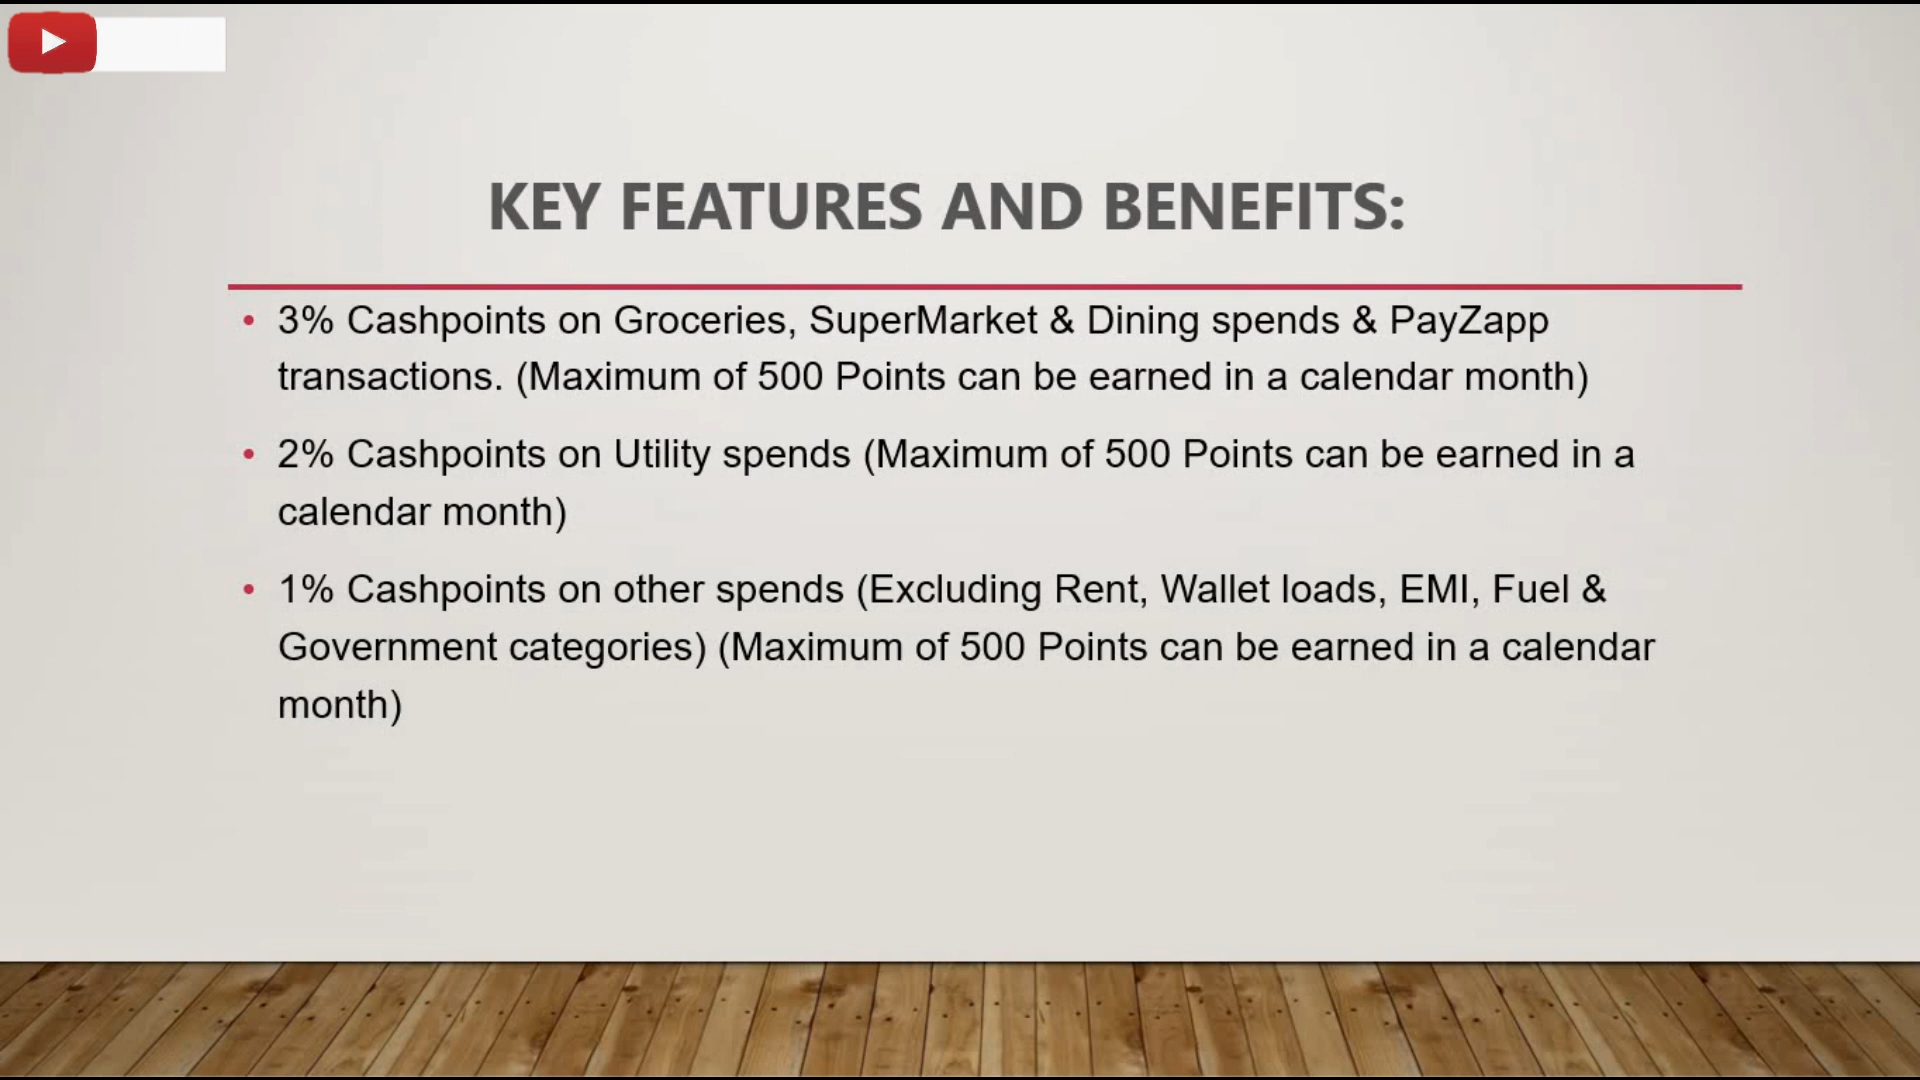 KEY FEATURES AND BENEFITS:
• 3% Cashpoints on Groceries, SuperMarket & Dining spends & PayZapp
transactions. (Maximum of 500 Points can be earned in a calendar month)
• 2% Cashpoints on Utility spends (Maximum of 500 Points can be earned in a
calendar month)
• 1% Cashpoints on other spends (Excluding Rent, Wallet loads, EMI, Fuel &
Government categories) (Maximum of 500 Points can be earned in a calendar
month)